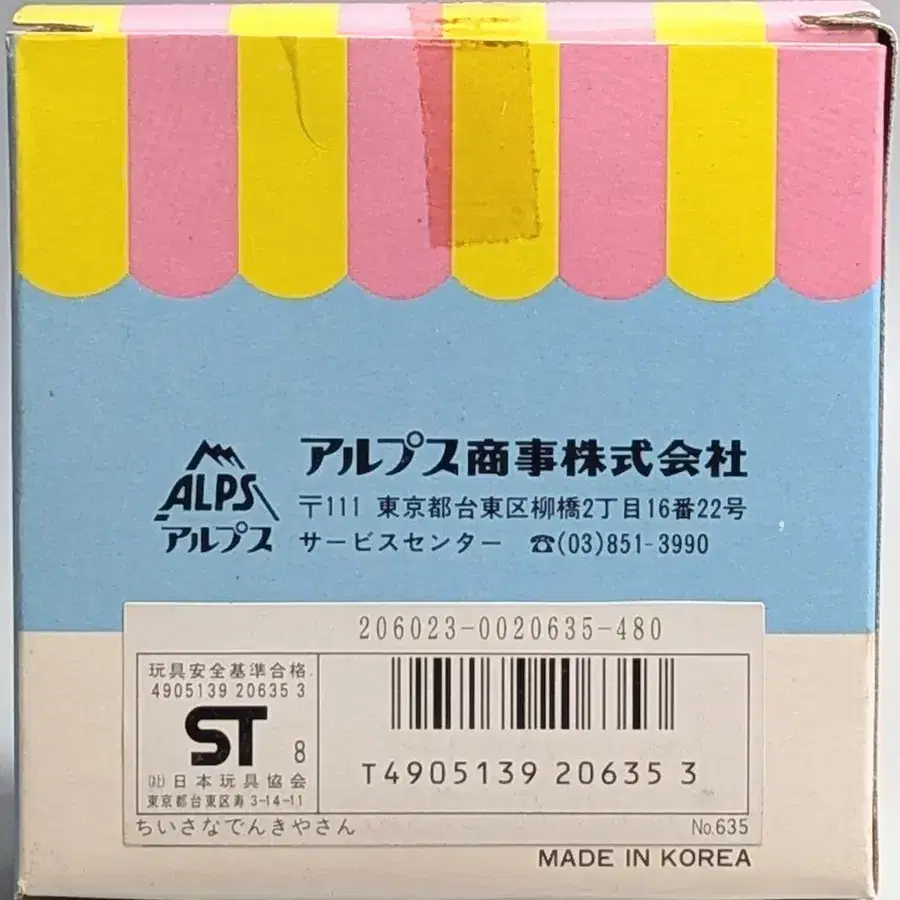 アルプス商事株式会社
ALPS
アルプス
〒111 東京都台東区柳橋2丁目16番22号
サービスセンター ☎(03)851-3990
206023-0020635-480
玩具安全基準合格
4905139 20635 3
ST 8
㈳日本玩具協会
東京都台東区寿3-14-11
T4905139 20635 3
ちいさなでんきやさん
No.635
MADE IN KOREA